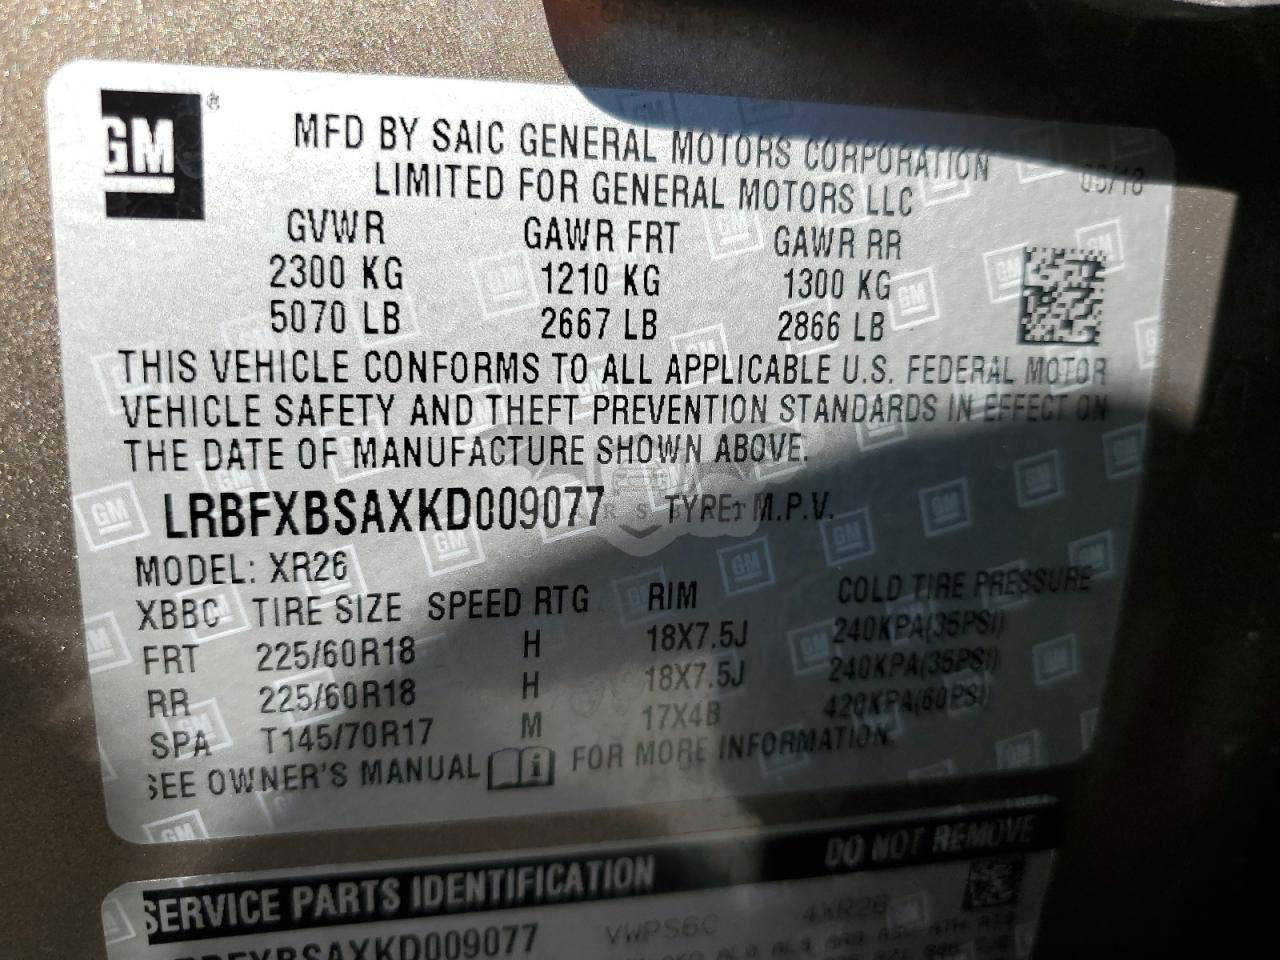 GM ®
MFD BY SAIC GENERAL MOTORS CORPORATION
LIMITED FOR GENERAL MOTORS LLC
GVWR GAWR FRT GAWR RR
2300 KG 1210 KG 1300 KG
5070 LB 2667 LB 2866 LB
THIS VEHICLE CONFORMS TO ALL APPLICABLE U.S. FEDERAL MOTOR
VEHICLE SAFETY AND THEFT PREVENTION STANDARDS IN EFFECT ON
THE DATE OF MANUFACTURE SHOWN ABOVE.
LRBFXBSAXKD009077 TYPE: M.P.V.
MODEL: XR26
XBBC TIRE SIZE SPEED RTG RIM COLD TIRE PRESSURE
FRT 225/60R18 H 18X7.5J 240KPA(35PSI)
RR 225/60R18 H 18X7.5J 240KPA(35PSI)
SPA T145/70R17 M 17X4B 420KPA(60PSI)
SEE OWNER'S MANUAL i FOR MORE INFORMATION.
SERVICE PARTS IDENTIFICATION DO NOT REMOVE
LRBFXBSAXKD009077 VWPS6C 4XR26